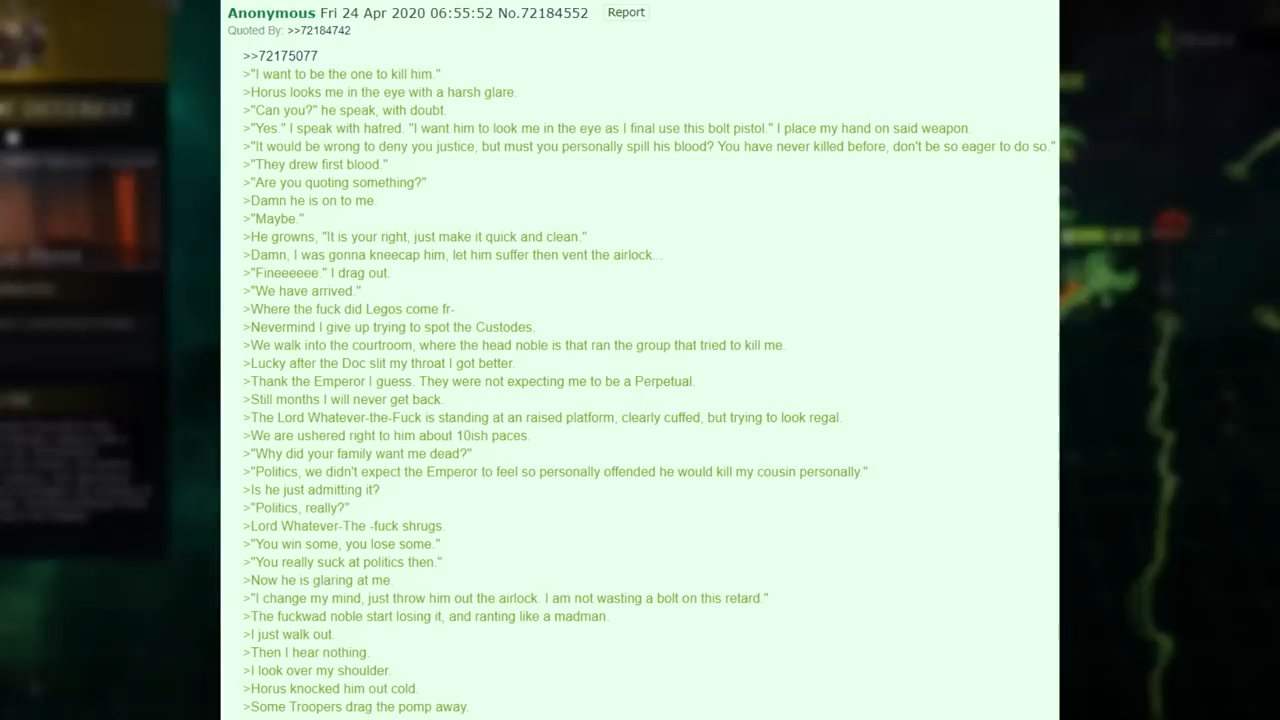 Anonymous Fri 24 Apr 2020 06:55:52 No.72184552 Report
Quoted By: >>72184742
>>72175077
>"I want to be the one to kill him."
>Horus looks me in the eye with a harsh glare.
>"Can you?" he speak, with doubt.
>"Yes." I speak with hatred. "I want him to look me in the eye as I final use this bolt pistol." I place my hand on said weapon.
>"It would be wrong to deny you justice, but must you personally spill his blood? You have never killed before, don't be so eager to do so."
>"They drew first blood."
>"Are you quoting something?"
>Damn he is on to me.
>"Maybe."
>He growns, "It is your right, just make it quick and clean."
>Damn, I was gonna kneecap him, let him suffer then vent the airlock...
>"Fineeeeee." I drag out.
>"We have arrived."
>Where the fuck did Legos come fr-
>Nevermind I give up trying to spot the Custodes.
>We walk into the courtroom, where the head noble is that ran the group that tried to kill me.
>Lucky after the Doc slit my throat I got better.
>Thank the Emperor I guess. They were not expecting me to be a Perpetual.
>Still months I will never get back.
>The Lord Whatever-the-Fuck is standing at an raised platform, clearly cuffed, but trying to look regal.
>We are ushered right to him about 10ish paces.
>"Why did your family want me dead?"
>"Politics, we didn't expect the Emperor to feel so personally offended he would kill my cousin personally."
>Is he just admitting it?
>"Politics, really?"
>Lord Whatever-The -fuck shrugs.
>"You win some, you lose some."
>"You really suck at politics then."
>Now he is glaring at me.
>"I change my mind, just throw him out the airlock. I am not wasting a bolt on this retard."
>The fuckwad noble start losing it, and ranting like a madman.
>I just walk out.
>Then I hear nothing.
>I look over my shoulder.
>Horus knocked him out cold.
>Some Troopers drag the pomp away.